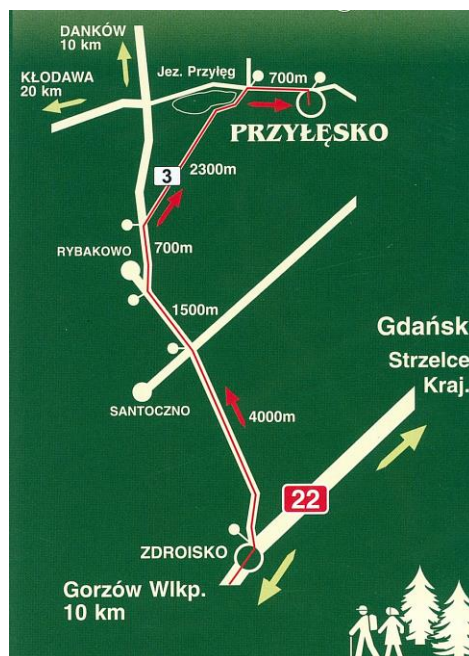 DANKÓW
10 km
KŁODAWA
20 km
Jez. Przyłęg
700m
PRZYŁĘSKO
3
2300m
700m
RYBAKOWO
1500m
Gdańsk
Strzelce
Kraj.
SANTOCZNO
4000m
22
ZDROISKO
Gorzów Wlkp.
10 km